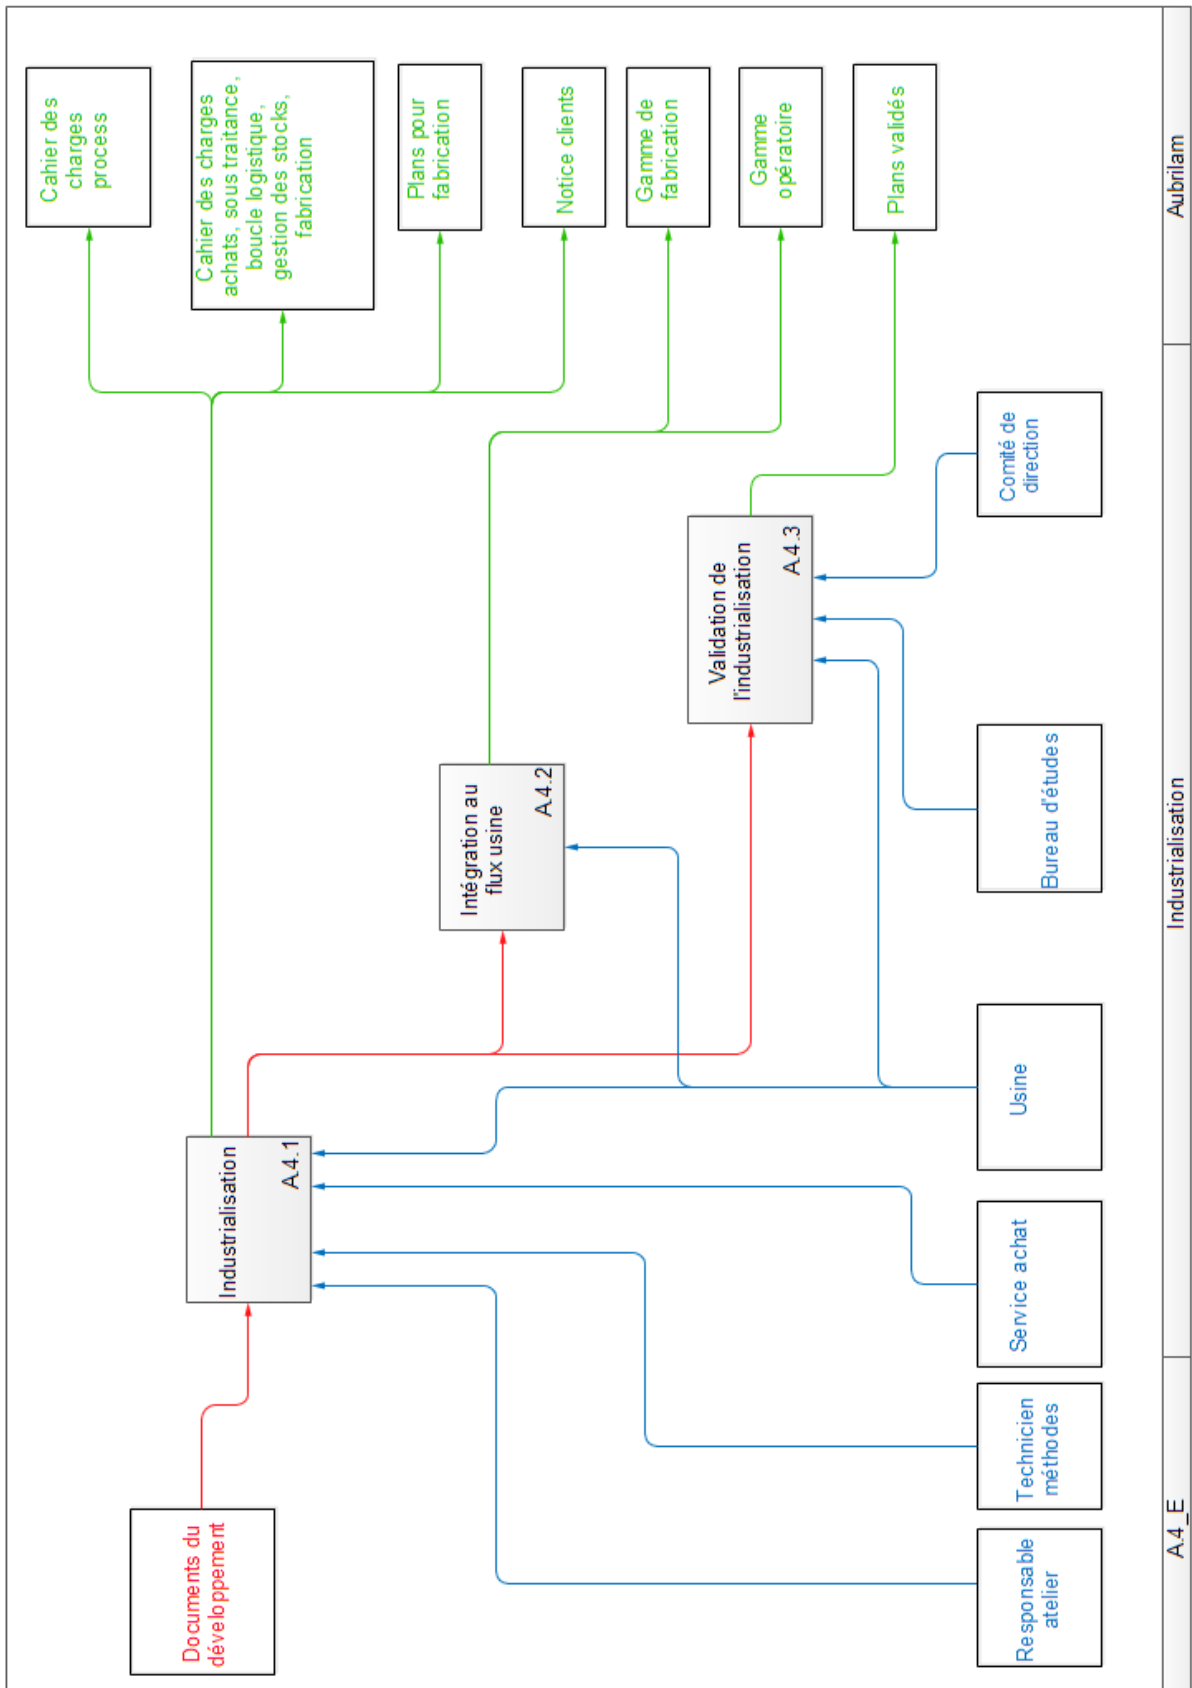 Documents du
développement
Industrialisation
A.4.1
Intégration au
flux usine
A.4.2
Validation de
l'industrialisation
A.4.3
Cahier des
charges
process
Cahier des charges
achats, sous traitance,
boucle logistique,
gestion des stocks,
fabrication
Plans pour
fabrication
Notice clients
Gamme de
fabrication
Gamme
opératoire
Plans validés
Responsable
atelier
Technicien
méthodes
Service achat
Usine
Bureau d'études
Comité de
direction
A.4_E
Industrialisation
Aubrilam